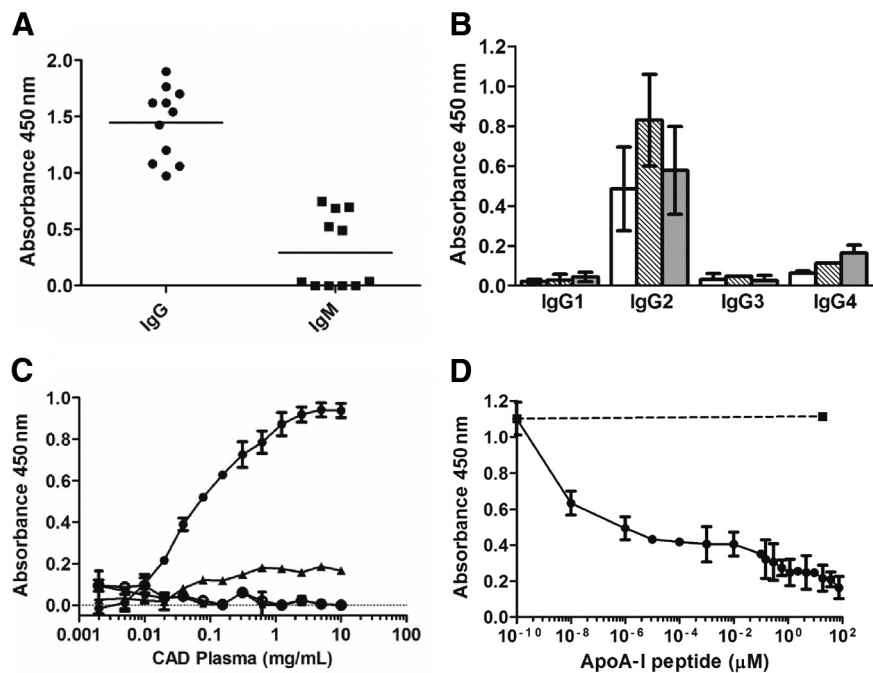 A
Absorbance 450 nm
2.0
1.5
1.0
0.5
0.0
IgG
IgM
B
Absorbance 450 nm
1.2
1.0
0.8
0.6
0.4
0.2
0.0
IgG1 IgG2 IgG3 IgG4
C
Absorbance 450 nm
1.0
0.8
0.6
0.4
0.2
0.0
0.001 0.01 0.1 1 10 100
CAD Plasma (mg/mL)
D
Absorbance 450 nm
1.2
1.0
0.8
0.6
0.4
0.2
0.0
10⁻¹⁰ 10⁻⁸ 10⁻⁶ 10⁻⁴ 10⁻² 10⁰ 10²
ApoA-I peptide (μM)